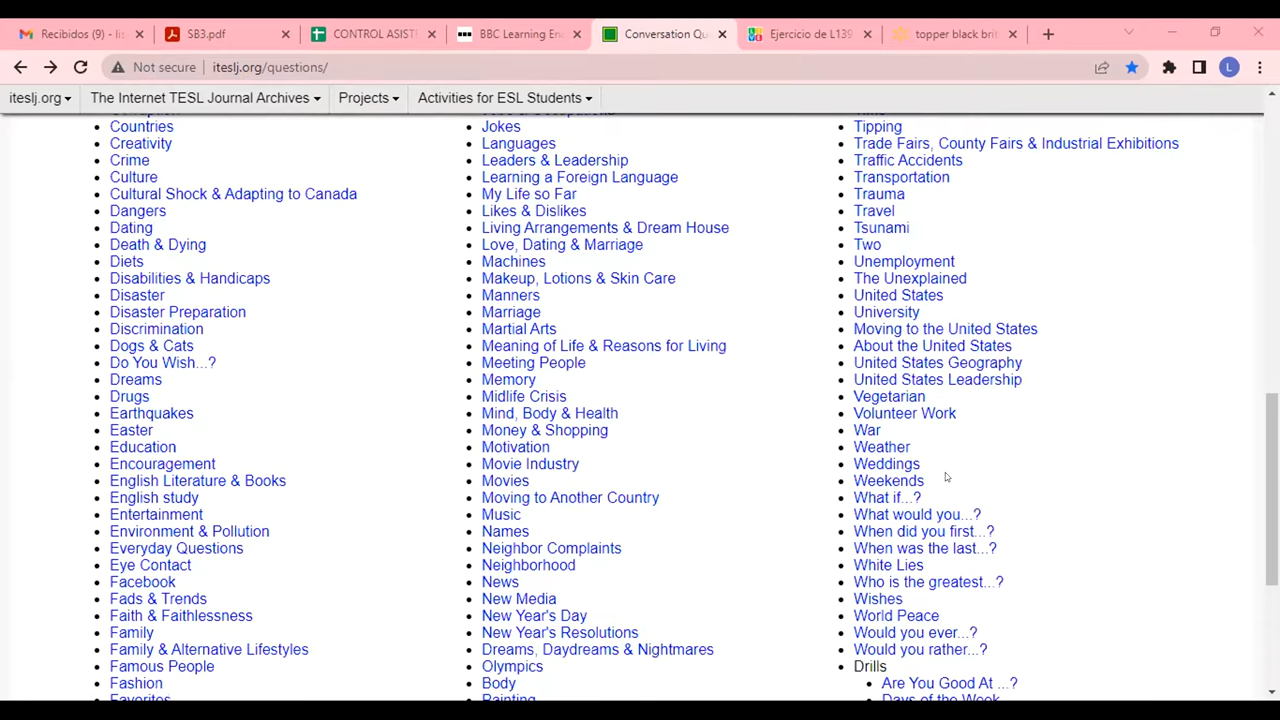 Recibidos (9) - lis
SB3.pdf
CONTROL ASIST
BBC Learning En
Conversation Qu
Ejercicio de L139
topper black brit
Not secure
iteslj.org/questions/
L
iteslj.org
The Internet TESL Journal Archives
Projects
Activities for ESL Students
Countries
Creativity
Crime
Culture
Cultural Shock & Adapting to Canada
Dangers
Dating
Death & Dying
Diets
Disabilities & Handicaps
Disaster
Disaster Preparation
Discrimination
Dogs & Cats
Do You Wish...?
Dreams
Drugs
Earthquakes
Easter
Education
Encouragement
English Literature & Books
English study
Entertainment
Environment & Pollution
Everyday Questions
Eye Contact
Facebook
Fads & Trends
Faith & Faithlessness
Family
Family & Alternative Lifestyles
Famous People
Fashion
Favorites
Jokes
Languages
Leaders & Leadership
Learning a Foreign Language
My Life so Far
Likes & Dislikes
Living Arrangements & Dream House
Love, Dating & Marriage
Machines
Makeup, Lotions & Skin Care
Manners
Marriage
Martial Arts
Meaning of Life & Reasons for Living
Meeting People
Memory
Midlife Crisis
Mind, Body & Health
Money & Shopping
Motivation
Movie Industry
Movies
Moving to Another Country
Music
Names
Neighbor Complaints
Neighborhood
News
New Media
New Year's Day
New Year's Resolutions
Dreams, Daydreams & Nightmares
Olympics
Body
Painting
Tipping
Trade Fairs, County Fairs & Industrial Exhibitions
Traffic Accidents
Transportation
Trauma
Travel
Tsunami
Two
Unemployment
The Unexplained
United States
University
Moving to the United States
About the United States
United States Geography
United States Leadership
Vegetarian
Volunteer Work
War
Weather
Weddings
Weekends
What if...?
What would you...?
When did you first...?
When was the last...?
White Lies
Who is the greatest...?
Wishes
World Peace
Would you ever...?
Would you rather...?
Drills
Are You Good At ...?
Days of the Week